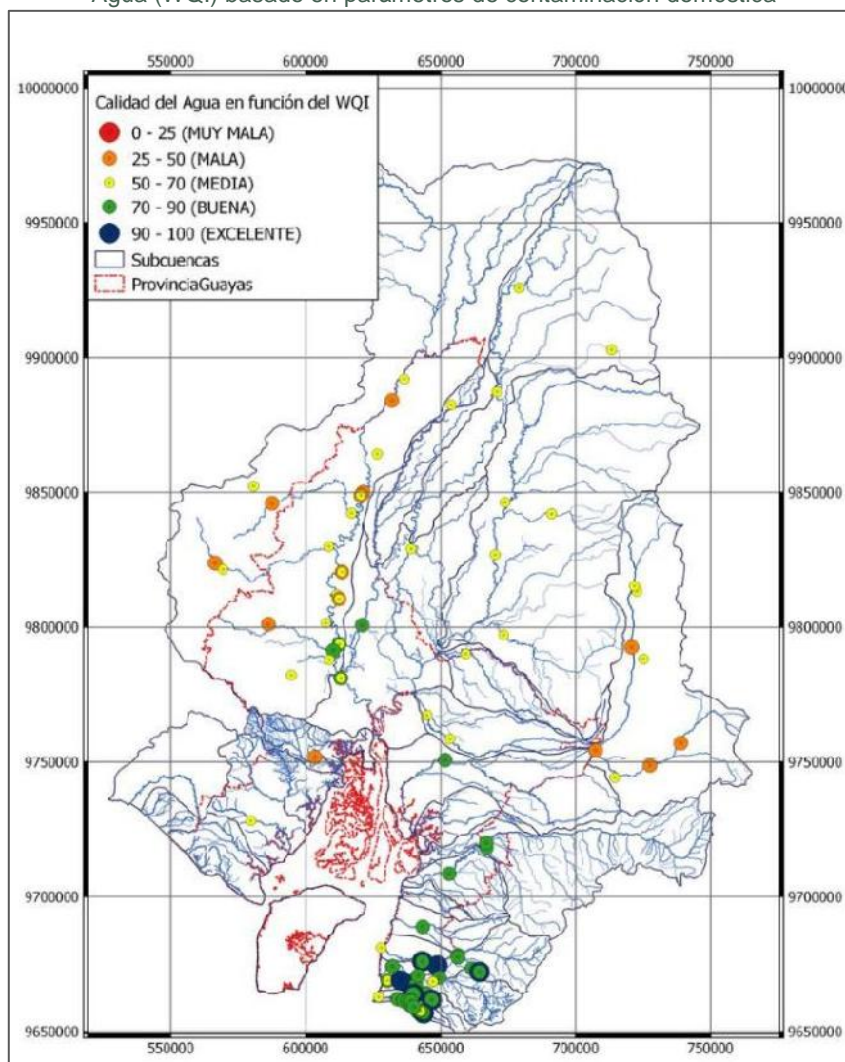 Agua (WQI) basado en parámetros de contaminación doméstica
550000 600000 650000 700000 750000
10000000 10000000
Calidad del Agua en función del WQI
0 - 25 (MUY MALA)
25 - 50 (MALA)
50 - 70 (MEDIA)
70 - 90 (BUENA)
90 - 100 (EXCELENTE)
Subcuencas
ProvinciaGuayas
9950000 9950000
9900000 9900000
9850000 9850000
9800000 9800000
9750000 9750000
9700000 9700000
9650000 9650000
550000 600000 650000 700000 750000